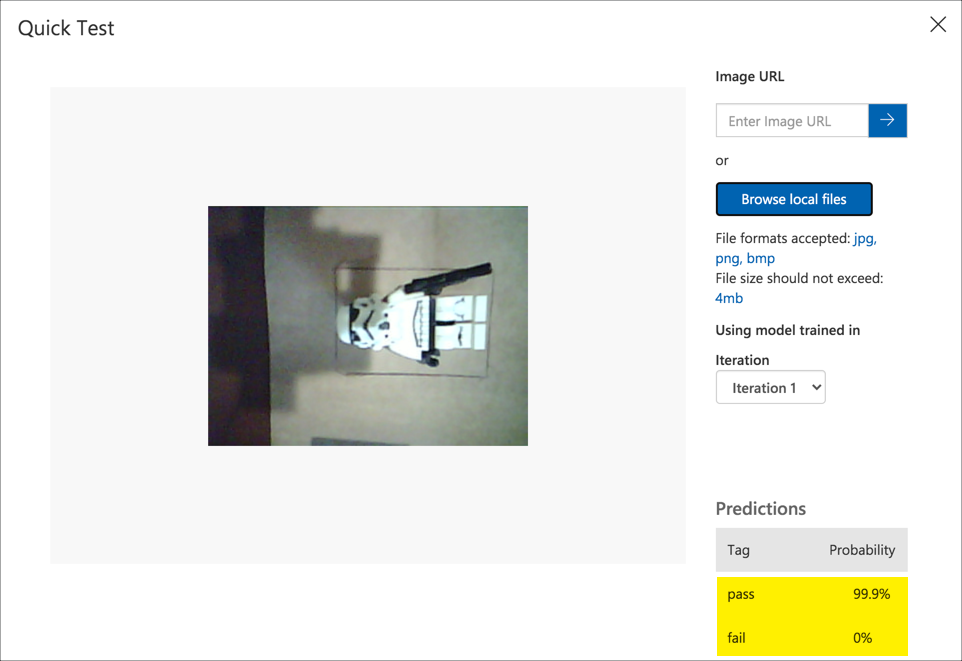 Quick Test
Image URL
Enter Image URL
or
Browse local files
File formats accepted: jpg,
png, bmp
File size should not exceed:
4mb
Using model trained in
Iteration
Iteration 1
Predictions
Tag Probability
pass 99.9%
fail 0%